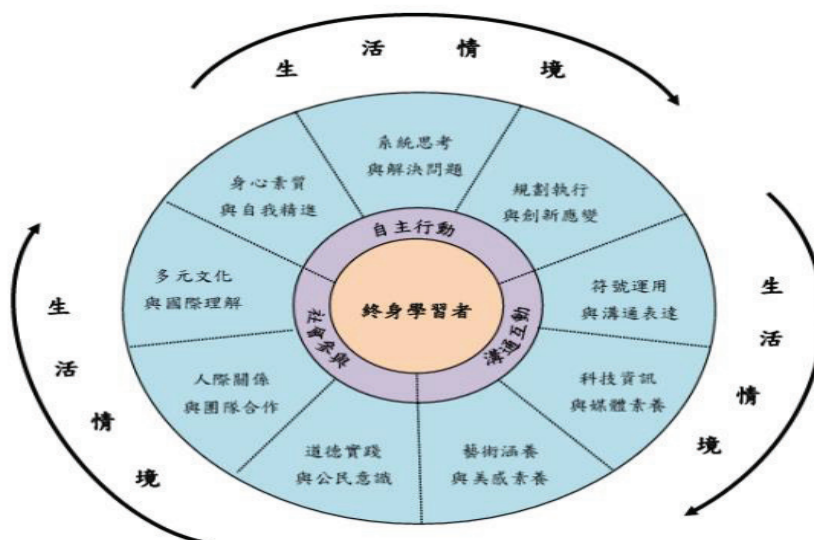 生活情境
系統思考
與解決問題
身心素質
與自我精進
規劃執行
與創新應變
自主行動
多元文化
與國際理解
終身學習者
符號運用
與溝通表達
社會參與
溝通互動
生活情境
生活情境
人際關係
與團隊合作
科技資訊
與媒體素養
道德實踐
與公民意識
藝術涵養
與美感素養